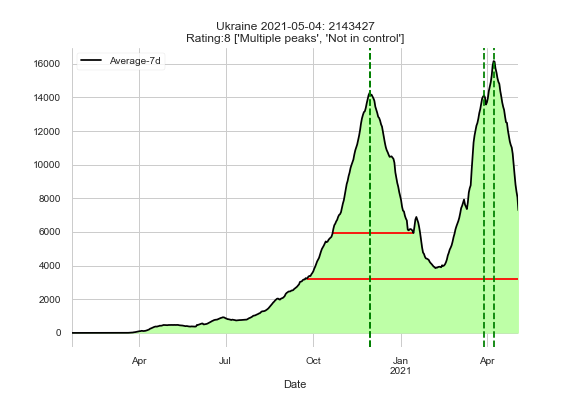 Ukraine 2021-05-04: 2143427
Rating:8 ['Multiple peaks', 'Not in control']
Average-7d
16000
14000
12000
10000
8000
6000
4000
2000
0
Apr Jul Oct Jan Apr
2021
Date